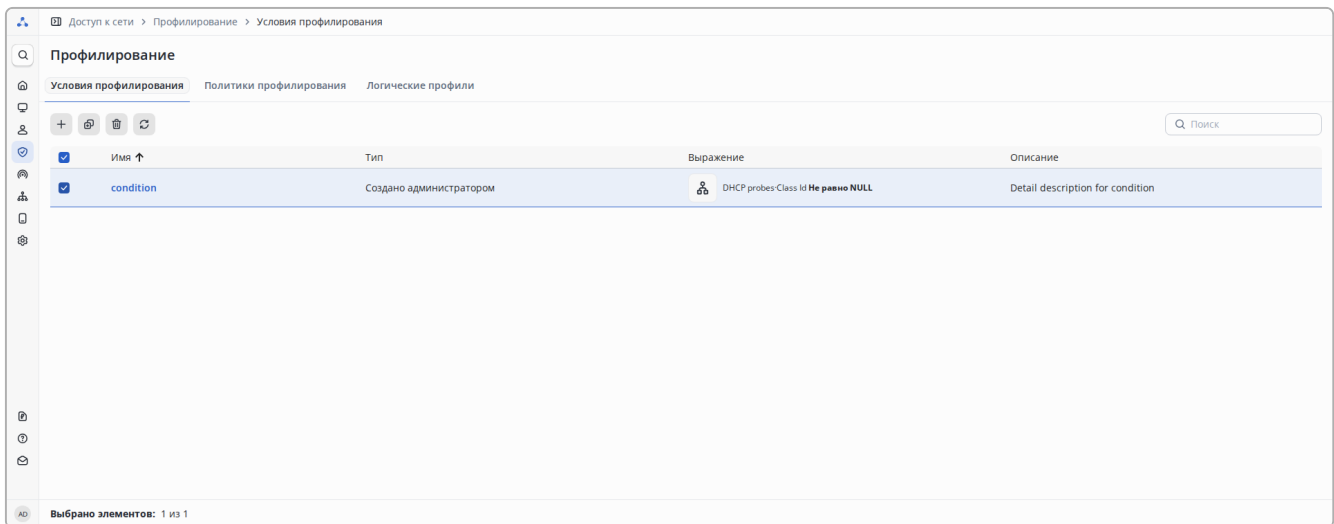 Доступ к сети > Профилирование > Условия профилирования
Профилирование
Условия профилирования Политики профилирования Логические профили
Поиск
Имя Тип Выражение Описание
condition Создано администратором DHCP probes·Class Id Не равно NULL Detail description for condition
AD Выбрано элементов: 1 из 1